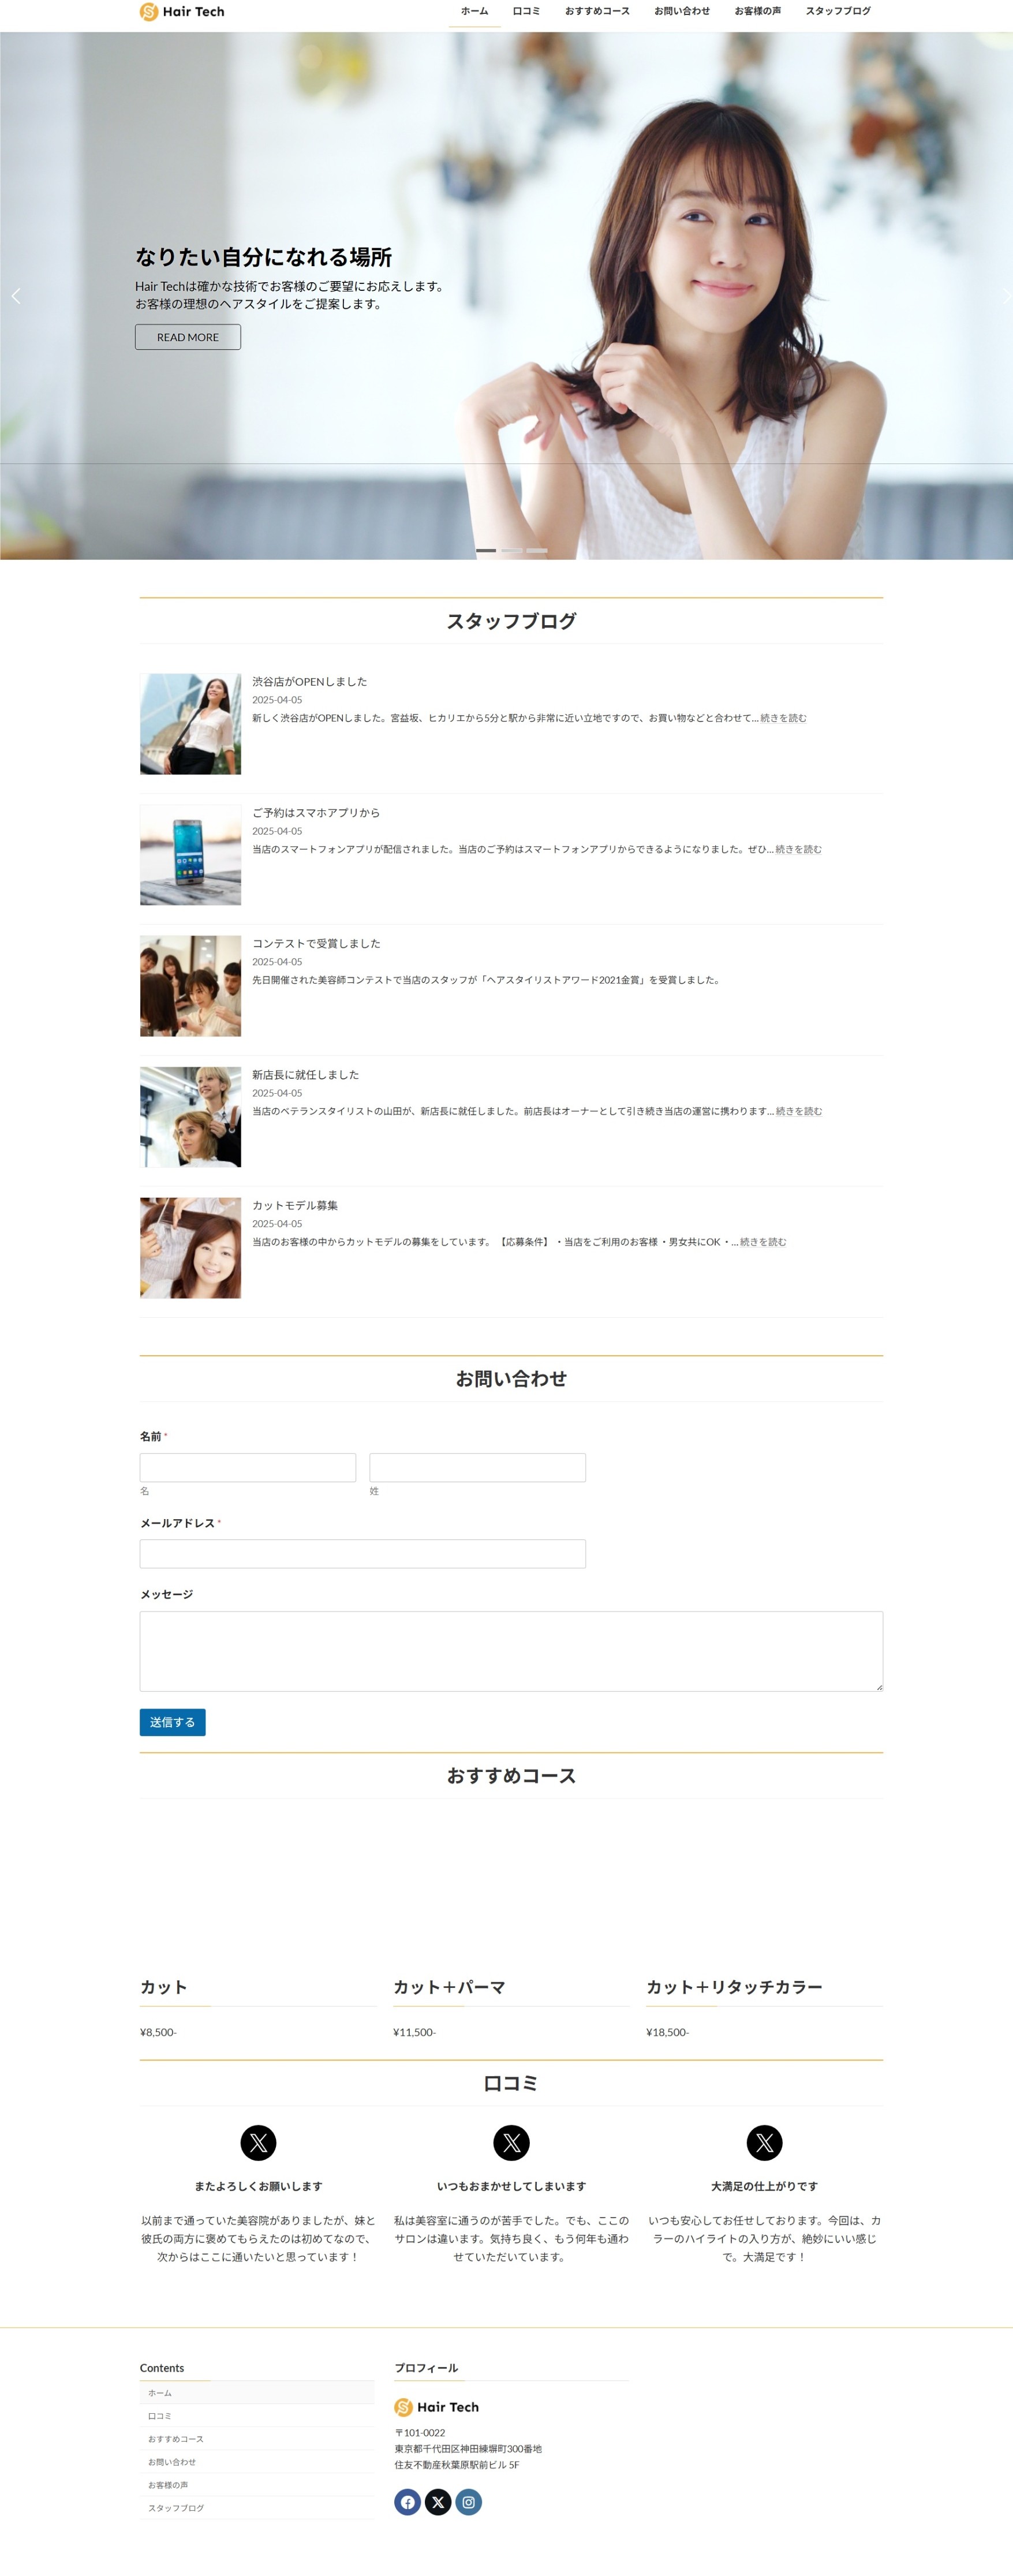 Hair Tech
ホーム 口コミ おすすめコース お問い合わせ お客様の声 スタッフブログ
なりたい自分になれる場所
Hair Techは確かな技術でお客様のご要望にお応えします。
お客様の理想のヘアスタイルをご提案します。
READ MORE
スタッフブログ
渋谷店がOPENしました
2025-04-05
新しく渋谷店がOPENしました。宮益坂、ヒカリエから5分と駅から非常に近い立地ですので、お買い物などと合わせて... 続きを読む
ご予約はスマホアプリから
2025-04-05
当店のスマートフォンアプリが配信されました。当店のご予約はスマートフォンアプリからできるようになりました。ぜひ... 続きを読む
コンテストで受賞しました
2025-04-05
先日開催された美容師コンテストで当店のスタッフが「ヘアスタイリストアワード2021金賞」を受賞しました。
新店長に就任しました
2025-04-05
当店のベテランスタイリストの山田が、新店長に就任しました。前店長はオーナーとして引き続き当店の運営に携わります... 続きを読む
カットモデル募集
2025-04-05
当店のお客様の中からカットモデルの募集をしています。 【応募条件】 ・当店をご利用のお客様 ・男女共にOK ・... 続きを読む
お問い合わせ
名前 *
名 姓
メールアドレス *
メッセージ
送信する
おすすめコース
カット カット＋パーマ カット＋リタッチカラー
¥8,500- ¥11,500- ¥18,500-
口コミ
またよろしくお願いします
以前まで通っていた美容院がありましたが、妹と
彼氏の両方に褒めてもらえたのは初めてなので、
次からはここに通いたいと思っています！
いつもおまかせしてしまいます
私は美容室に通うのが苦手でした。でも、ここの
サロンは違います。気持ち良く、もう何年も通わ
せていただいています。
大満足の仕上がりです
いつも安心してお任せしております。今回は、カ
ラーのハイライトの入り方が、絶妙にいい感じ
で。大満足です！
Contents
ホーム
口コミ
おすすめコース
お問い合わせ
お客様の声
スタッフブログ
プロフィール
Hair Tech
〒101-0022
東京都千代田区神田練塀町300番地
住友不動産秋葉原駅前ビル 5F